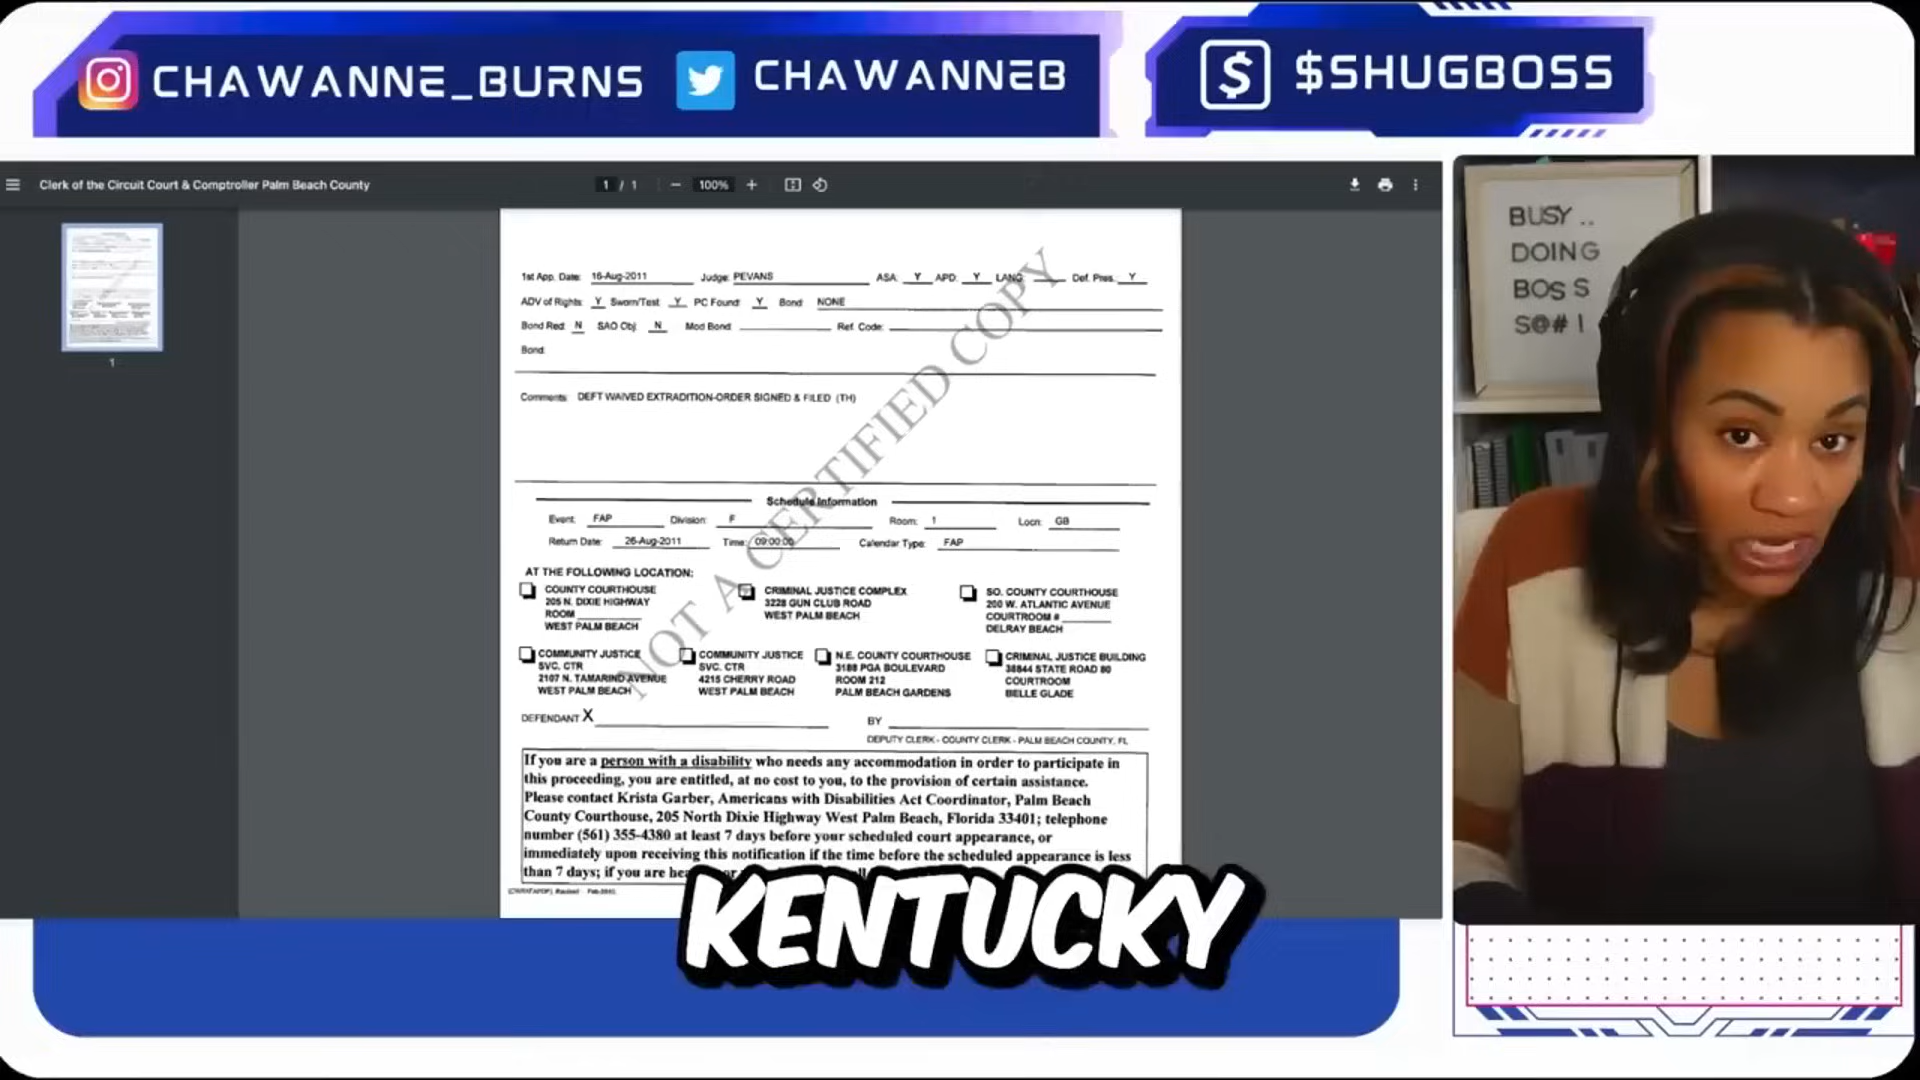 CHAWANNE_BURNS
CHAWANNEB
$SHUGBOSS
Clerk of the Circuit Court & Comptroller Palm Beach County
1 / 1
100%
1
BUSY ..
DOING
BOSS
S@#!
1st App. Date: 16-Aug-2011 Judge: PEVANS ASA: Y APD: Y LANG: Def. Pres. Y
ADV of Rights: Y Sworn/Test Y PC Found: Y Bond: NONE
Bond Red: N SAO Obj: N Mod Bond: Ref. Code:
Bond:
Comments: DEFT WAIVED EXTRADITION-ORDER SIGNED & FILED (TH)
NOT A CERTIFIED COPY
Schedule Information
Event: FAP Division: F Room: 1 Locn: GB
Return Date: 26-Aug-2011 Time: 09:00:00 Calendar Type: FAP
AT THE FOLLOWING LOCATION:
COUNTY COURTHOUSE
205 N. DIXIE HIGHWAY
ROOM
WEST PALM BEACH
CRIMINAL JUSTICE COMPLEX
3228 GUN CLUB ROAD
WEST PALM BEACH
SO. COUNTY COURTHOUSE
200 W. ATLANTIC AVENUE
COURTROOM #
DELRAY BEACH
COMMUNITY JUSTICE
SVC. CTR
2107 N. TAMARIND AVENUE
WEST PALM BEACH
COMMUNITY JUSTICE
SVC. CTR
4215 CHERRY ROAD
WEST PALM BEACH
N.E. COUNTY COURTHOUSE
3188 PGA BOULEVARD
ROOM 212
PALM BEACH GARDENS
CRIMINAL JUSTICE BUILDING
38844 STATE ROAD 80
COURTROOM
BELLE GLADE
DEFENDANT X
BY
DEPUTY CLERK - COUNTY CLERK - PALM BEACH COUNTY, FL
If you are a person with a disability who needs any accommodation in order to participate in
this proceeding, you are entitled, at no cost to you, to the provision of certain assistance.
Please contact Krista Garber, Americans with Disabilities Act Coordinator, Palm Beach
County Courthouse, 205 North Dixie Highway West Palm Beach, Florida 33401; telephone
number (561) 355-4380 at least 7 days before your scheduled court appearance, or
immediately upon receiving this notification if the time before the scheduled appearance is less
than 7 days; if you are
KENTUCKY